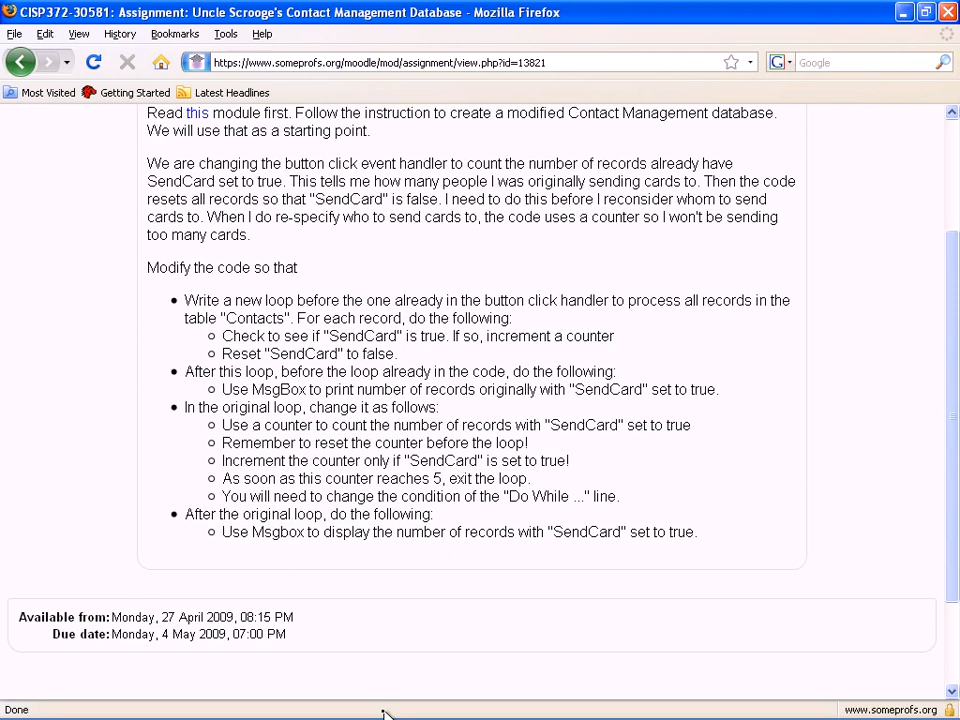 CISP372-30581: Assignment: Uncle Scrooge's Contact Management Database - Mozilla Firefox
File Edit View History Bookmarks Tools Help
https://www.someprofs.org/moodle/mod/assignment/view.php?id=13821
G Google
Most Visited Getting Started Latest Headlines
Read this module first. Follow the instruction to create a modified Contact Management database.
We will use that as a starting point.
We are changing the button click event handler to count the number of records already have
SendCard set to true. This tells me how many people I was originally sending cards to. Then the code
resets all records so that "SendCard" is false. I need to do this before I reconsider whom to send
cards to. When I do re-specify who to send cards to, the code uses a counter so I won't be sending
too many cards.
Modify the code so that
• Write a new loop before the one already in the button click handler to process all records in the
table "Contacts". For each record, do the following:
○ Check to see if "SendCard" is true. If so, increment a counter
○ Reset "SendCard" to false.
• After this loop, before the loop already in the code, do the following:
○ Use MsgBox to print number of records originally with "SendCard" set to true.
• In the original loop, change it as follows:
○ Use a counter to count the number of records with "SendCard" set to true
○ Remember to reset the counter before the loop!
○ Increment the counter only if "SendCard" is set to true!
○ As soon as this counter reaches 5, exit the loop.
○ You will need to change the condition of the "Do While ..." line.
• After the original loop, do the following:
○ Use Msgbox to display the number of records with "SendCard" set to true.
Available from: Monday, 27 April 2009, 08:15 PM
Due date: Monday, 4 May 2009, 07:00 PM
Done www.someprofs.org